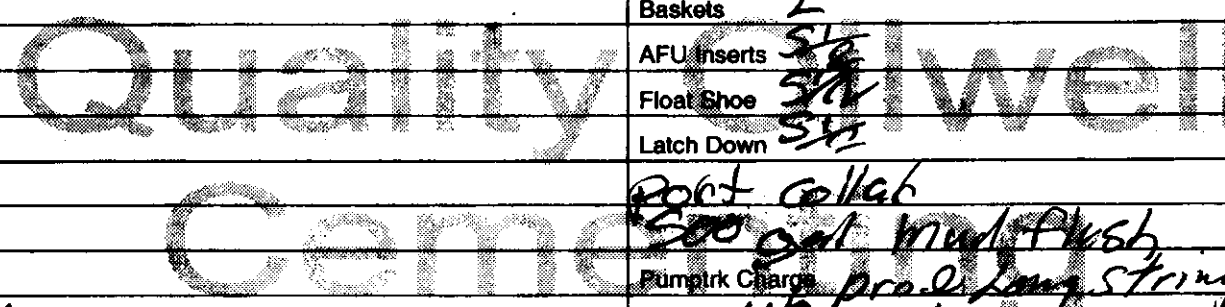 Baskets 2
Quality Oilwell
AFU Inserts 5½
Float Shoe 5½
Latch Down 5½
Port collar
Cementing
500 gal mud flush
Pumptrk Charge prod Long strin